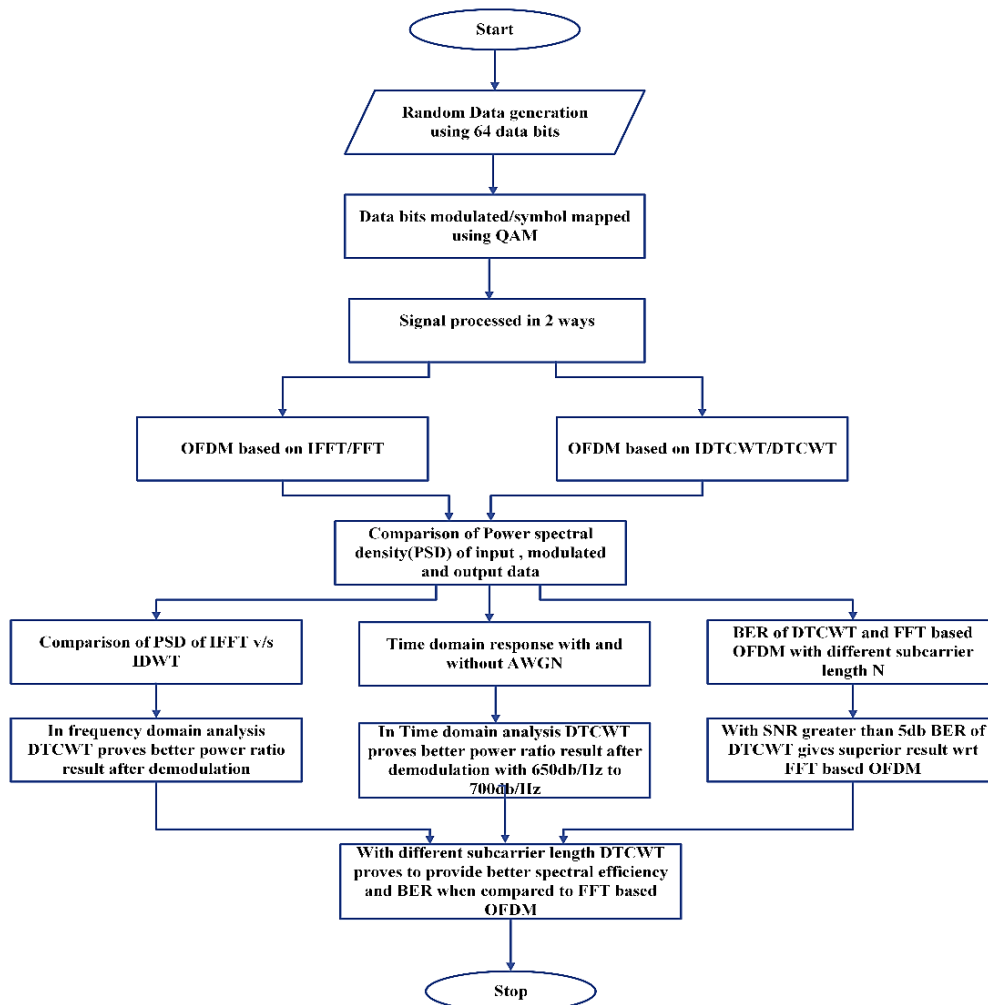 Start
Random Data generation
using 64 data bits
Data bits modulated/symbol mapped
using QAM
Signal processed in 2 ways
OFDM based on IFFT/FFT
OFDM based on IDTCWT/DTCWT
Comparison of Power spectral
density(PSD) of input , modulated
and output data
Comparison of PSD of IFFT v/s
IDWT
Time domain response with and
without AWGN
BER of DTCWT and FFT based
OFDM with different subcarrier
length N
In frequency domain analysis
DTCWT proves better power ratio
result after demodulation
In Time domain analysis DTCWT
proves better power ratio result after
demodulation with 650db/Hz to
700db/Hz
With SNR greater than 5db BER of
DTCWT gives superior result wrt
FFT based OFDM
With different subcarrier length DTCWT
proves to provide better spectral efficiency
and BER when compared to FFT based
OFDM
Stop